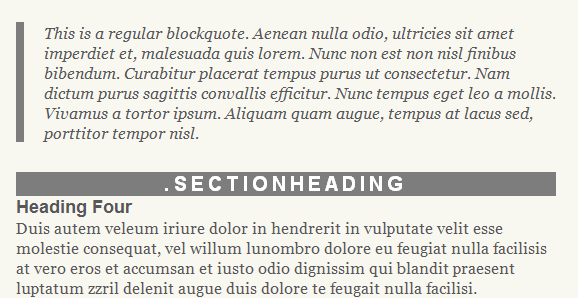 This is a regular blockquote. Aenean nulla odio, ultricies sit amet
imperdiet et, malesuada quis lorem. Nunc non est non nisl finibus
bibendum. Curabitur placerat tempus purus ut consectetur. Nam
dictum purus sagittis convallis efficitur. Nunc tempus eget leo a mollis.
Vivamus a tortor ipsum. Aliquam quam augue, tempus at lacus sed,
porttitor tempor nisl.
.SECTIONHEADING
Heading Four
Duis autem veleum iriure dolor in hendrerit in vulputate velit esse
molestie consequat, vel willum lunombro dolore eu feugiat nulla facilisis
at vero eros et accumsan et iusto odio dignissim qui blandit praesent
luptatum zzril delenit augue duis dolore te feugait nulla facilisi.